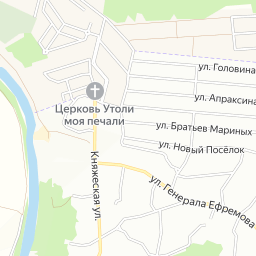 ул. Головина
ул. Апраксина
Церковь Утоли
моя печали
ул. Братьев Мариных
ул. Новый Посёлок
Княжеская ул.
ул. Генерала Ефремова